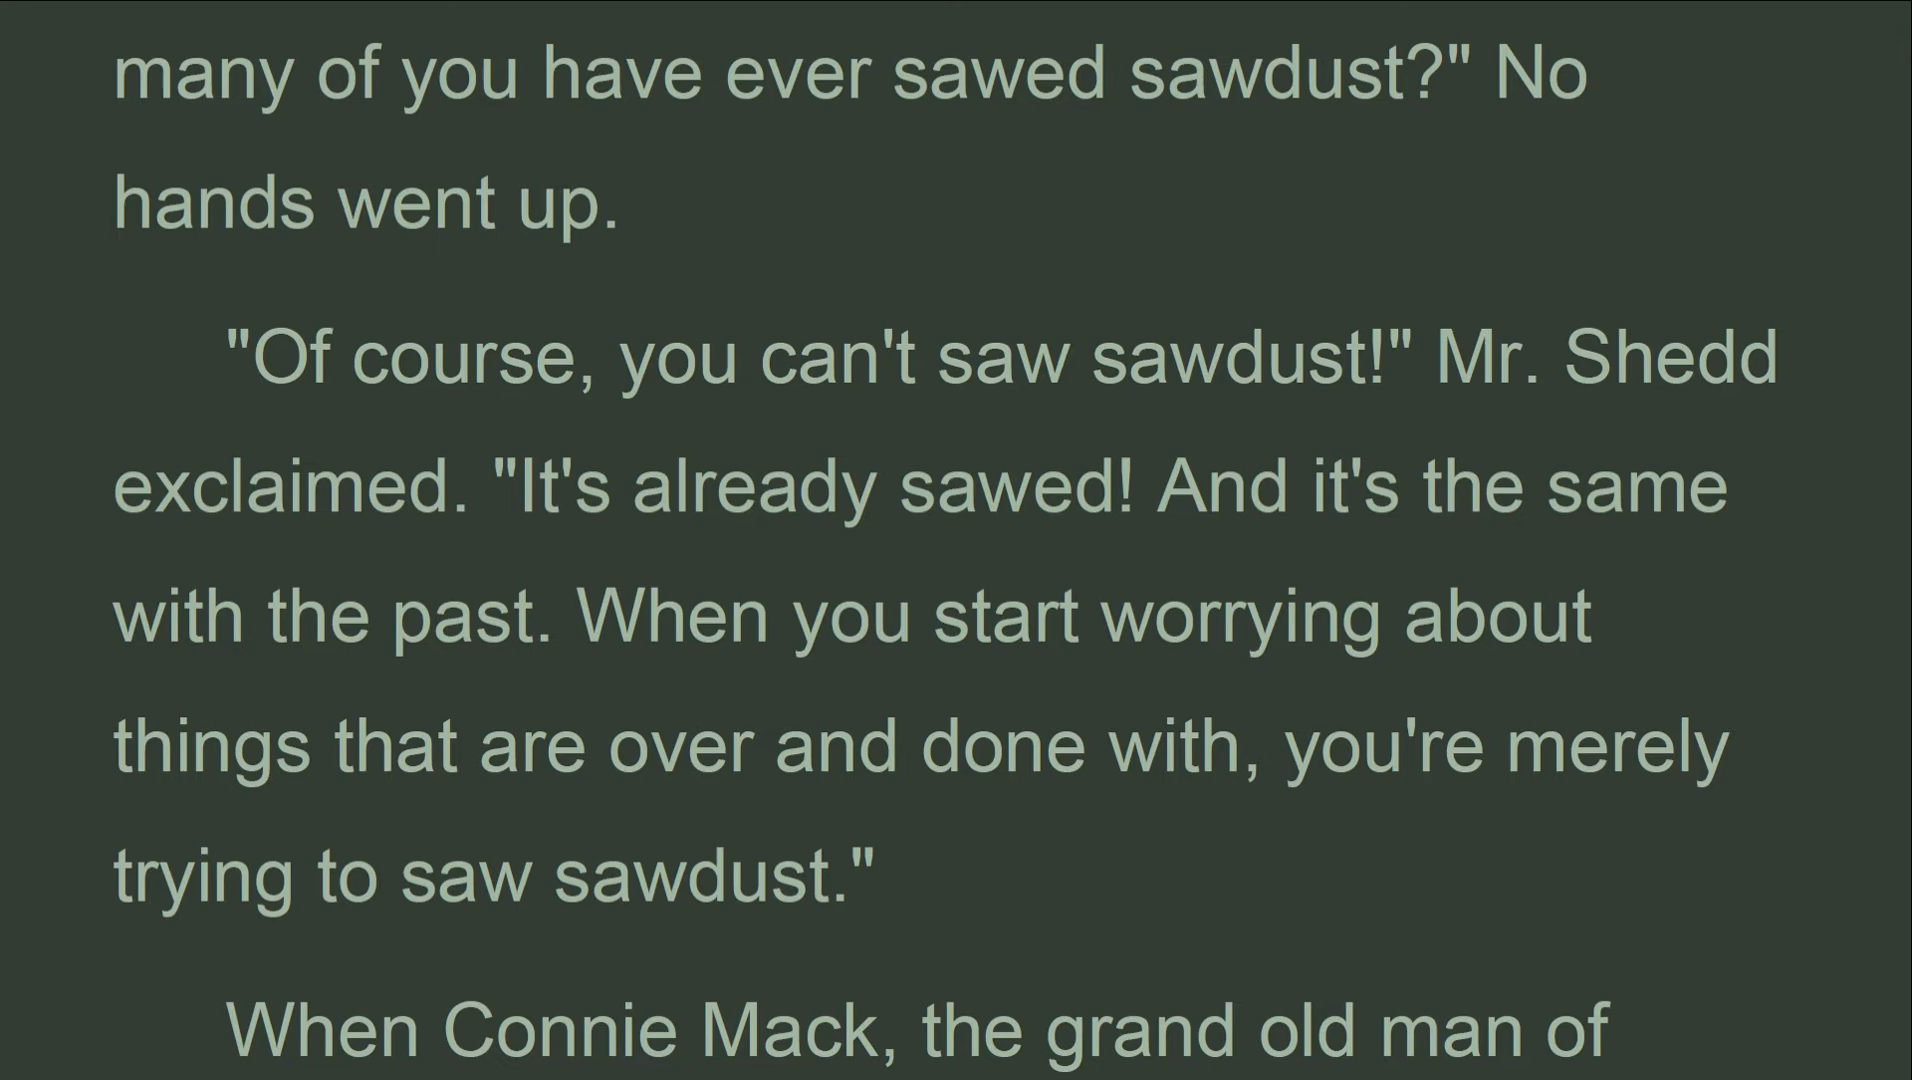 many of you have ever sawed sawdust?" No
hands went up.
"Of course, you can't saw sawdust!" Mr. Shedd
exclaimed. "It's already sawed! And it's the same
with the past. When you start worrying about
things that are over and done with, you're merely
trying to saw sawdust."
When Connie Mack, the grand old man of